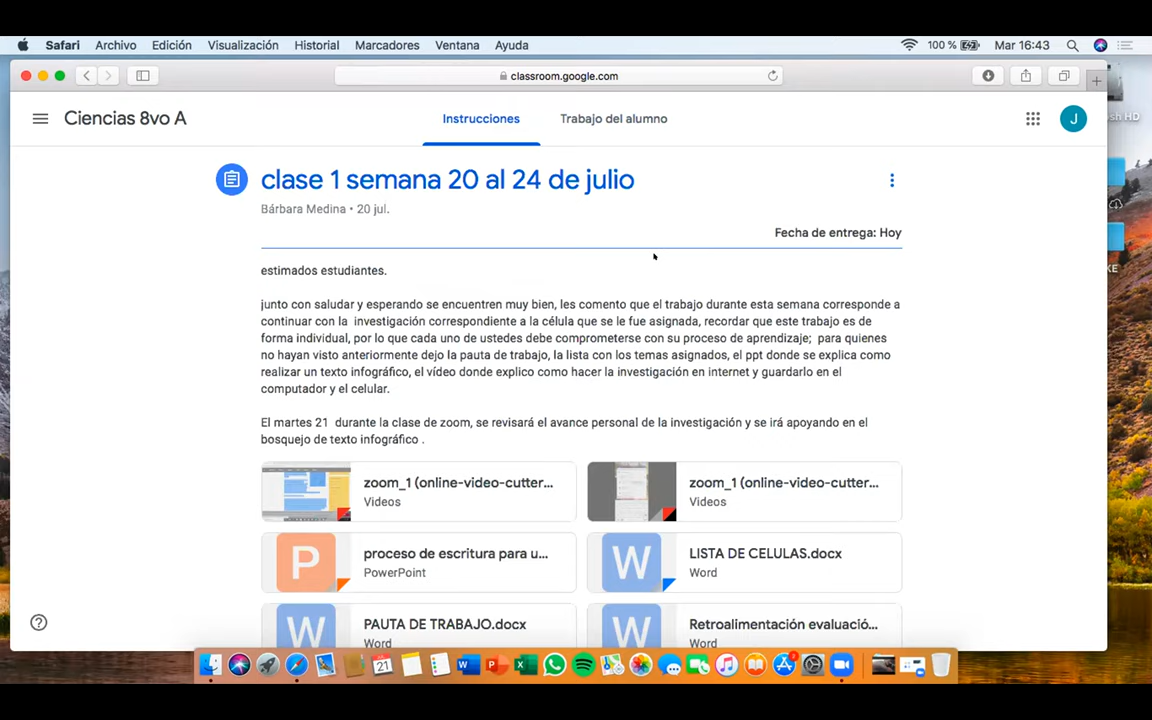 Safari Archivo Edición Visualización Historial Marcadores Ventana Ayuda 100 % Mar 16:43
classroom.google.com
Ciencias 8vo A Instrucciones Trabajo del alumno J
clase 1 semana 20 al 24 de julio
Bárbara Medina • 20 jul.
Fecha de entrega: Hoy
estimados estudiantes.
junto con saludar y esperando se encuentren muy bien, les comento que el trabajo durante esta semana corresponde a
continuar con la investigación correspondiente a la célula que se le fue asignada, recordar que este trabajo es de
forma individual, por lo que cada uno de ustedes debe comprometerse con su proceso de aprendizaje; para quienes
no hayan visto anteriormente dejo la pauta de trabajo, la lista con los temas asignados, el ppt donde se explica como
realizar un texto infográfico, el vídeo donde explico como hacer la investigación en internet y guardarlo en el
computador y el celular.
El martes 21 durante la clase de zoom, se revisará el avance personal de la investigación y se irá apoyando en el
bosquejo de texto infográfico .
zoom_1 (online-video-cutter... zoom_1 (online-video-cutter...
Videos Videos
proceso de escritura para u... LISTA DE CELULAS.docx
PowerPoint Word
PAUTA DE TRABAJO.docx Retroalimentación evaluació...
Word Word
21